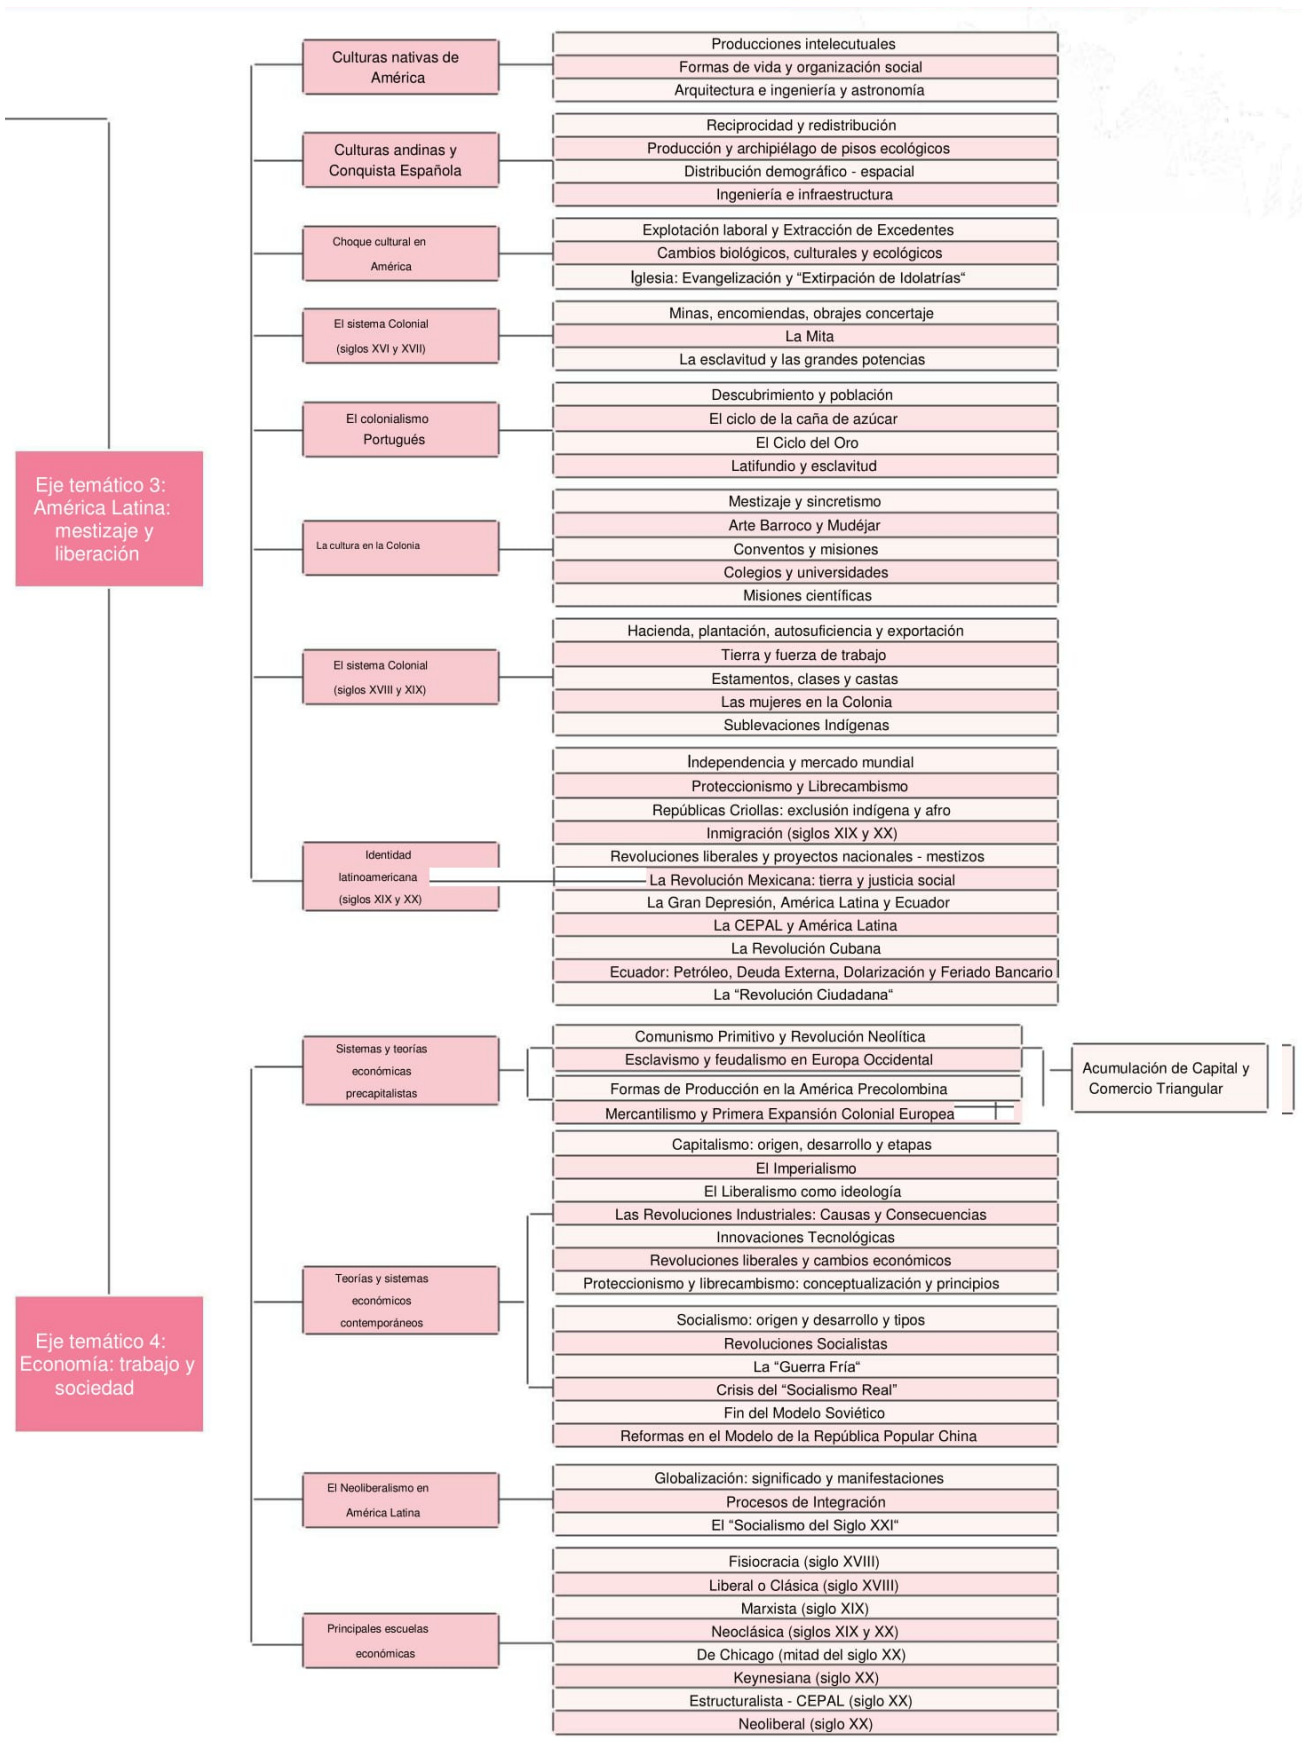 Eje temático 3:
América Latina:
mestizaje y
liberación
Culturas nativas de
América
Producciones intelecutuales
Formas de vida y organización social
Arquitectura e ingeniería y astronomía
Culturas andinas y
Conquista Española
Reciprocidad y redistribución
Producción y archipiélago de pisos ecológicos
Distribución demográfico - espacial
Ingeniería e infraestructura
Choque cultural en
América
Explotación laboral y Extracción de Excedentes
Cambios biológicos, culturales y ecológicos
Iglesia: Evangelización y “Extirpación de Idolatrías“
El sistema Colonial
(siglos XVI y XVII)
Minas, encomiendas, obrajes concertaje
La Mita
La esclavitud y las grandes potencias
El colonialismo
Portugués
Descubrimiento y población
El ciclo de la caña de azúcar
El Ciclo del Oro
Latifundio y esclavitud
La cultura en la Colonia
Mestizaje y sincretismo
Arte Barroco y Mudéjar
Conventos y misiones
Colegios y universidades
Misiones científicas
El sistema Colonial
(siglos XVIII y XIX)
Hacienda, plantación, autosuficiencia y exportación
Tierra y fuerza de trabajo
Estamentos, clases y castas
Las mujeres en la Colonia
Sublevaciones Indígenas
Identidad
latinoamericana
(siglos XIX y XX)
Independencia y mercado mundial
Proteccionismo y Librecambismo
Repúblicas Criollas: exclusión indígena y afro
Inmigración (siglos XIX y XX)
Revoluciones liberales y proyectos nacionales - mestizos
La Revolución Mexicana: tierra y justicia social
La Gran Depresión, América Latina y Ecuador
La CEPAL y América Latina
La Revolución Cubana
Ecuador: Petróleo, Deuda Externa, Dolarización y Feriado Bancario
La “Revolución Ciudadana“
Eje temático 4:
Economía: trabajo y
sociedad
Sistemas y teorías
económicas
precapitalistas
Comunismo Primitivo y Revolución Neolítica
Esclavismo y feudalismo en Europa Occidental
Formas de Producción en la América Precolombina
Mercantilismo y Primera Expansión Colonial Europea
Acumulación de Capital y
Comercio Triangular
Teorías y sistemas
económicos
contemporáneos
Capitalismo: origen, desarrollo y etapas
El Imperialismo
El Liberalismo como ideología
Las Revoluciones Industriales: Causas y Consecuencias
Innovaciones Tecnológicas
Revoluciones liberales y cambios económicos
Proteccionismo y librecambismo: conceptualización y principios
Socialismo: origen y desarrollo y tipos
Revoluciones Socialistas
La “Guerra Fría“
Crisis del “Socialismo Real”
Fin del Modelo Soviético
Reformas en el Modelo de la República Popular China
El Neoliberalismo en
América Latina
Globalización: significado y manifestaciones
Procesos de Integración
El “Socialismo del Siglo XXI“
Principales escuelas
económicas
Fisiocracia (siglo XVIII)
Liberal o Clásica (siglo XVIII)
Marxista (siglo XIX)
Neoclásica (siglos XIX y XX)
De Chicago (mitad del siglo XX)
Keynesiana (siglo XX)
Estructuralista - CEPAL (siglo XX)
Neoliberal (siglo XX)